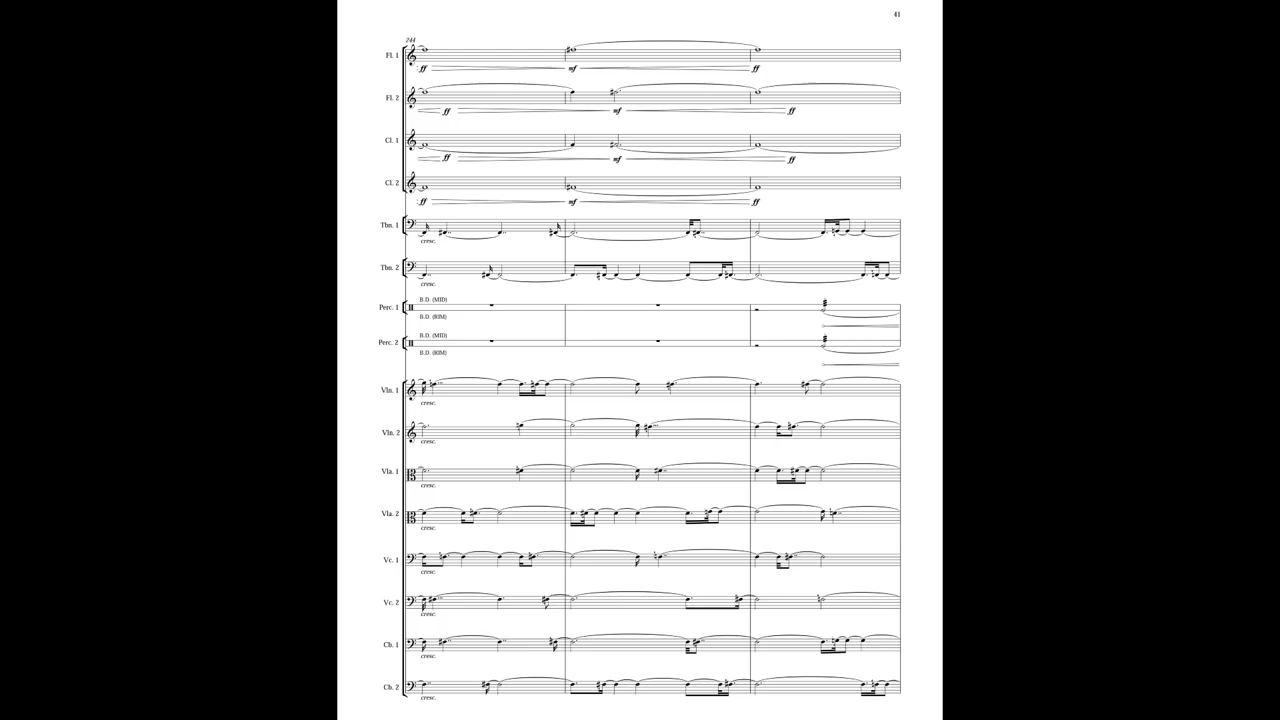 41
244
Fl. 1
ff mf ff
Fl. 2
ff mf ff
Cl. 1
ff mf ff
Cl. 2
ff mf ff
Tbn. 1
cresc.
Tbn. 2
cresc.
B.D. (MID)
Perc. 1
B.D. (RIM)
B.D. (MID)
Perc. 2
B.D. (RIM)
Vln. 1
cresc.
Vln. 2
cresc.
Vla. 1
cresc.
Vla. 2
cresc.
Vc. 1
cresc.
Vc. 2
cresc.
Cb. 1
cresc.
Cb. 2
cresc.